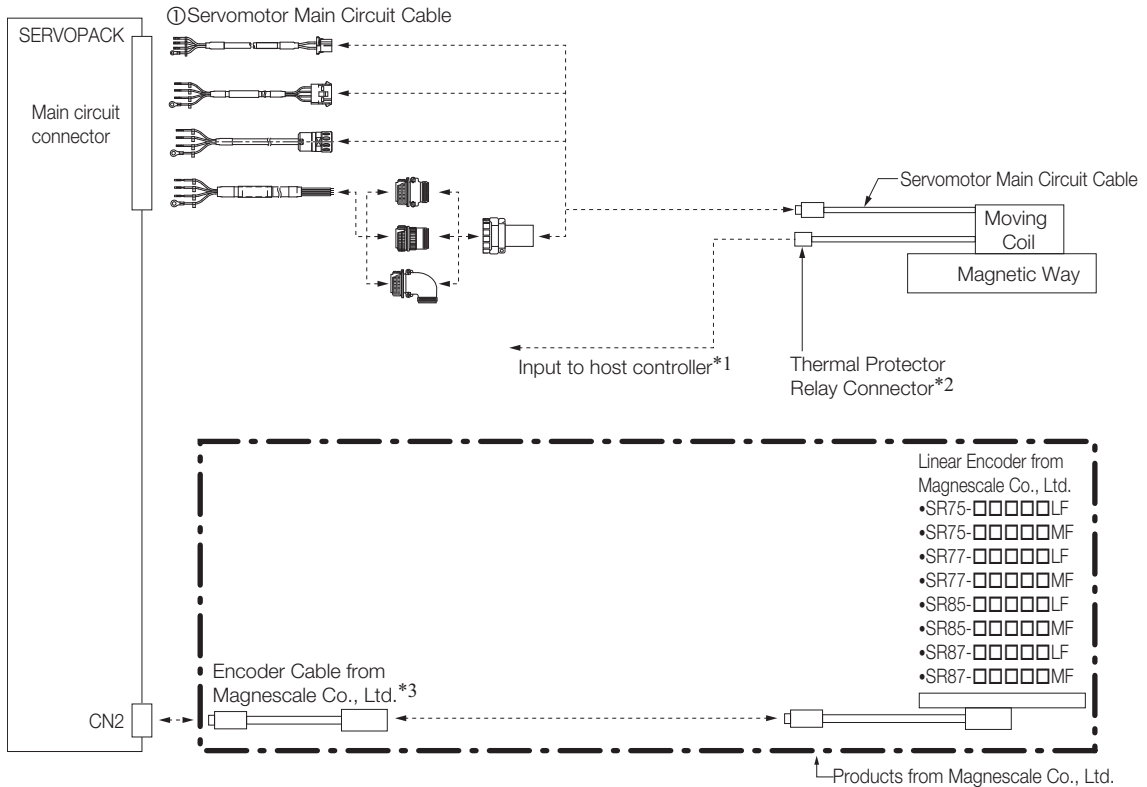 ①Servomotor Main Circuit Cable
SERVOPACK
Main circuit
connector
Servomotor Main Circuit Cable
Moving
Coil
Magnetic Way
Input to host controller*1
Thermal Protector
Relay Connector*2
Linear Encoder from
Magnescale Co., Ltd.
•SR75-□□□□□LF
•SR75-□□□□□MF
•SR77-□□□□□LF
•SR77-□□□□□MF
•SR85-□□□□□LF
•SR85-□□□□□MF
•SR87-□□□□□LF
•SR87-□□□□□MF
Encoder Cable from
Magnescale Co., Ltd.*3
CN2
Products from Magnescale Co., Ltd.